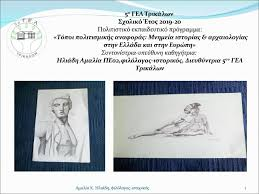 5ο ΓΕΛ Τρικάλων
Σχολικό Έτος 2019-20
Πολιτιστικό εκπαιδευτικό πρόγραμμα:
«Τόποι πολιτισμικής αναφοράς: Μνημεία ιστορίας & αρχαιολογίας
στην Ελλάδα και στην Ευρώπη»
Συντονίστρια-υπεύθυνη καθηγήτρια:
Ηλιάδη Αμαλία ΠΕ02,φιλόλογος-ιστορικός, Διευθύντρια 5ου ΓΕΛ
Τρικάλων
Αμαλία Κ. Ηλιάδη, φιλόλογος-ιστορικός
1